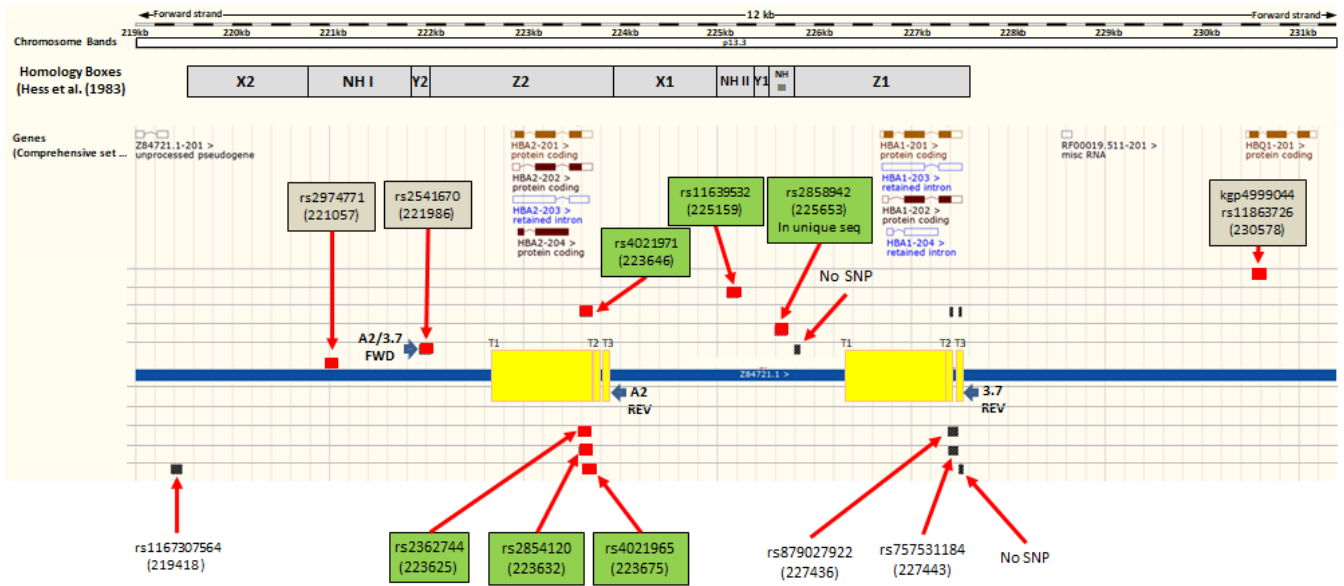 Forward strand
12 kb
Forward strand
219kb 220kb 221kb 222kb 223kb 224kb 225kb 226kb 227kb 228kb 229kb 230kb 231kb
Chromosome Bands
p13.3
Homology Boxes
(Hess et al. (1983)
X2 NH I Y2 Z2 X1 NH II Y1 NH III Z1
Genes
(Comprehensive set ...
Z84721.1-201 >
unprocessed pseudogene
HBA2-201 >
protein coding
HBA2-202 >
protein coding
HBA2-203 >
retained intron
HBA2-204 >
protein coding
HBA1-201 >
protein coding
HBA1-203 >
retained intron
HBA1-202 >
protein coding
HBA1-204 >
retained intron
RF00019.511-201 >
misc RNA
HBQ1-201 >
protein coding
rs2974771
(221057)
rs2541670
(221986)
rs4021971
(223646)
rs11639532
(225159)
rs2858942
(225653)
In unique seq
kgp4999044
rs11863726
(230578)
No SNP
A2/3.7
FWD
T1 T2 T3
T1 T2 T3
Z84721.1 >
A2
REV
3.7
REV
rs1167307564
(219418)
rs2362744
(223625)
rs2854120
(223632)
rs4021965
(223675)
rs879027922
(227436)
rs757531184
(227443)
No SNP